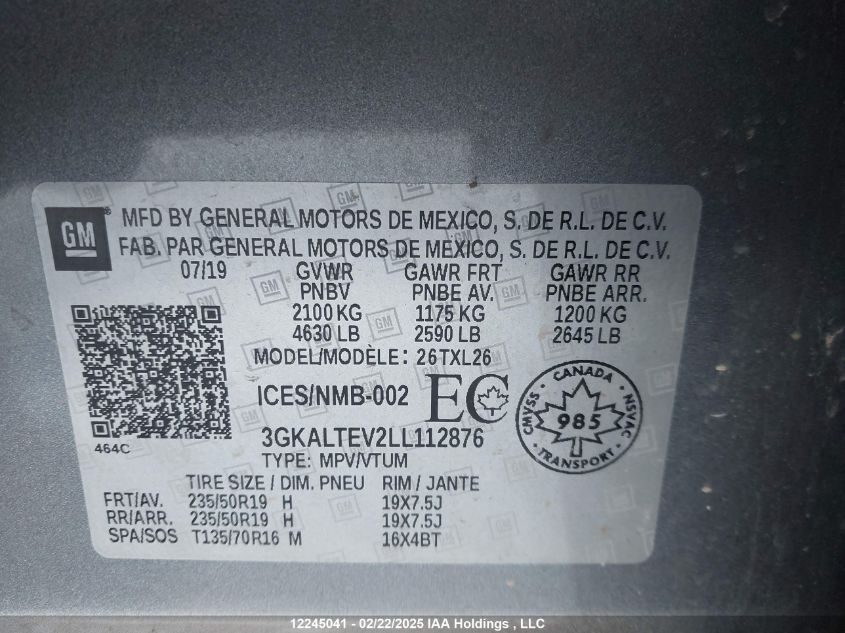 GM
MFD BY GENERAL MOTORS DE MEXICO, S. DE R.L. DE C.V.
FAB. PAR GENERAL MOTORS DE MEXICO, S. DE R.L. DE C.V.
07/19 GVWR GAWR FRT GAWR RR
PNBV PNBE AV. PNBE ARR.
2100 KG 1175 KG 1200 KG
4630 LB 2590 LB 2645 LB
MODEL/MODÈLE: 26TXL26
ICES/NMB-002 EC
CANADA
CMVSS 985 NSVAC
TRANSPORT
464C
3GKALTEV2LL112876
TYPE: MPV/VTUM
TIRE SIZE / DIM. PNEU RIM / JANTE
FRT/AV. 235/50R19 H 19X7.5J
RR/ARR. 235/50R19 H 19X7.5J
SPA/SOS T135/70R16 M 16X4BT
12245041 - 02/22/2025 IAA Holdings , LLC